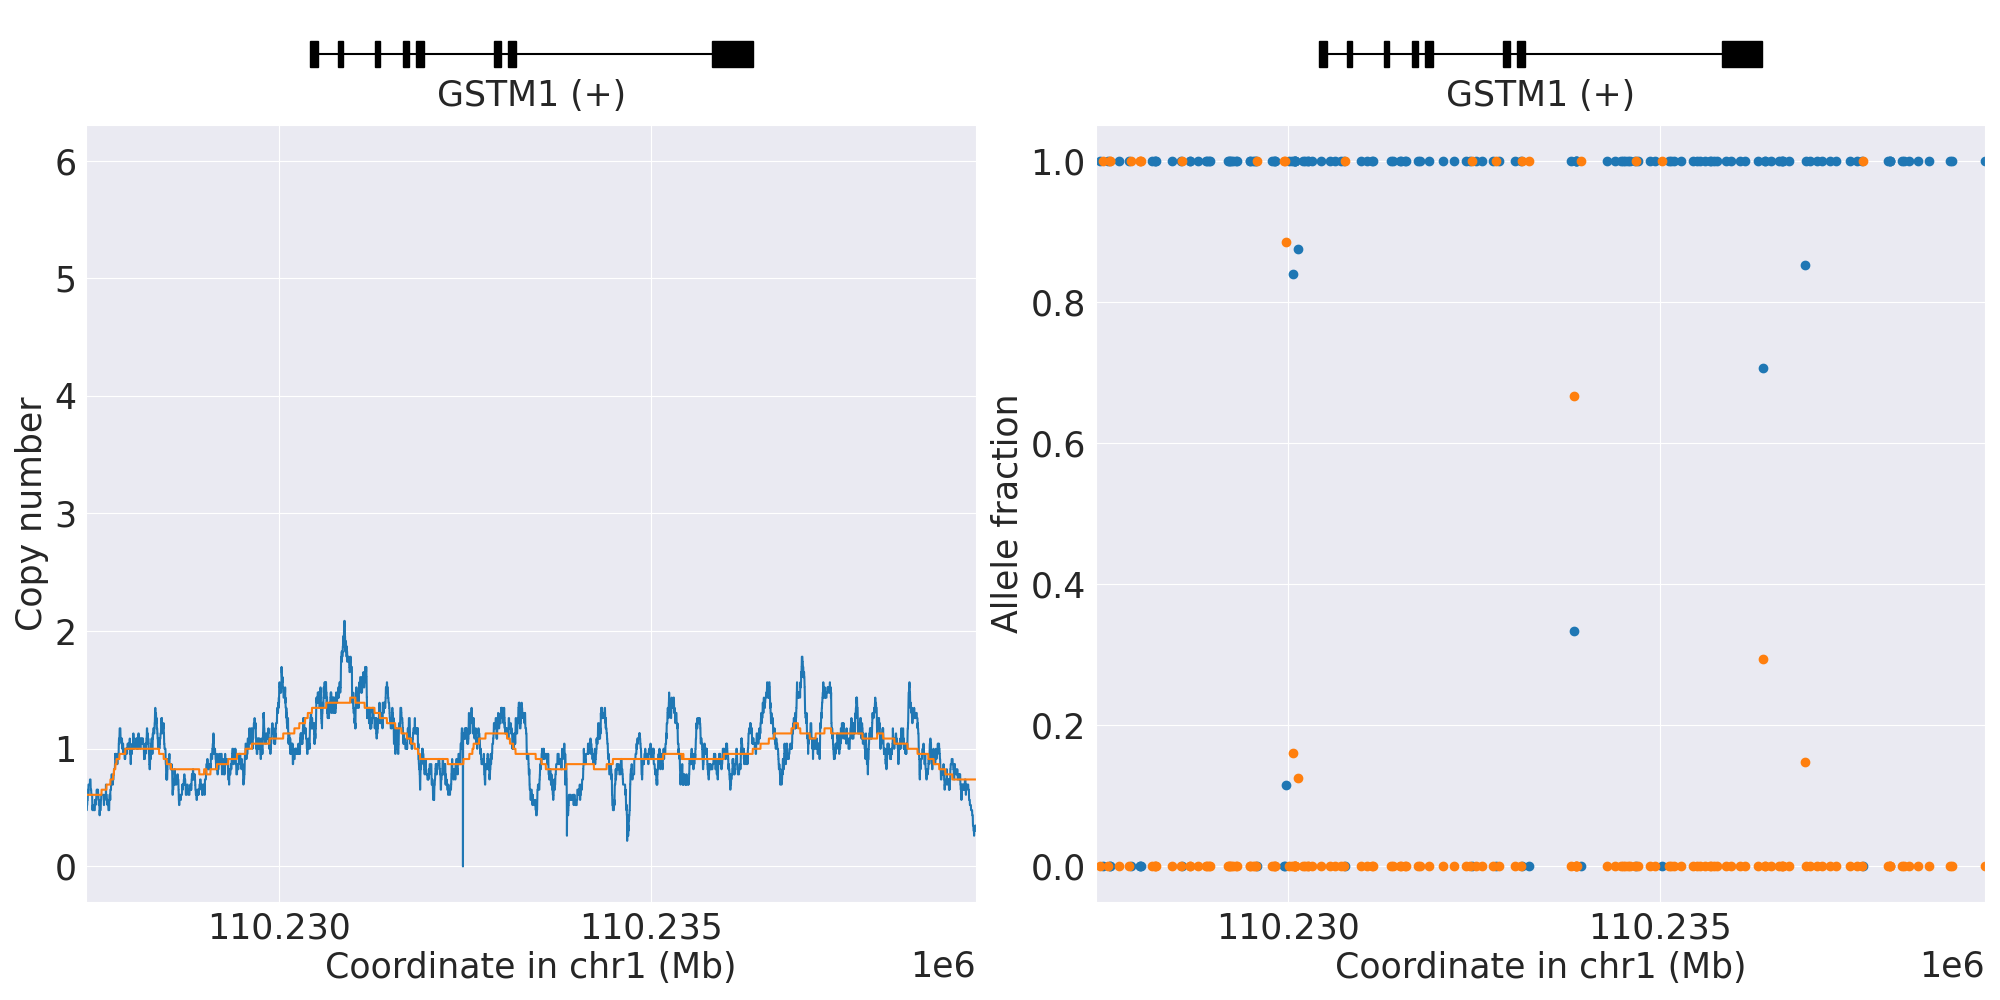 GSTM1 (+)
6
5
4
3
2
1
0
Copy number
110.230
110.235
Coordinate in chr1 (Mb)
1e6
GSTM1 (+)
1.0
0.8
0.6
0.4
0.2
0.0
Allele fraction
110.230
110.235
Coordinate in chr1 (Mb)
1e6